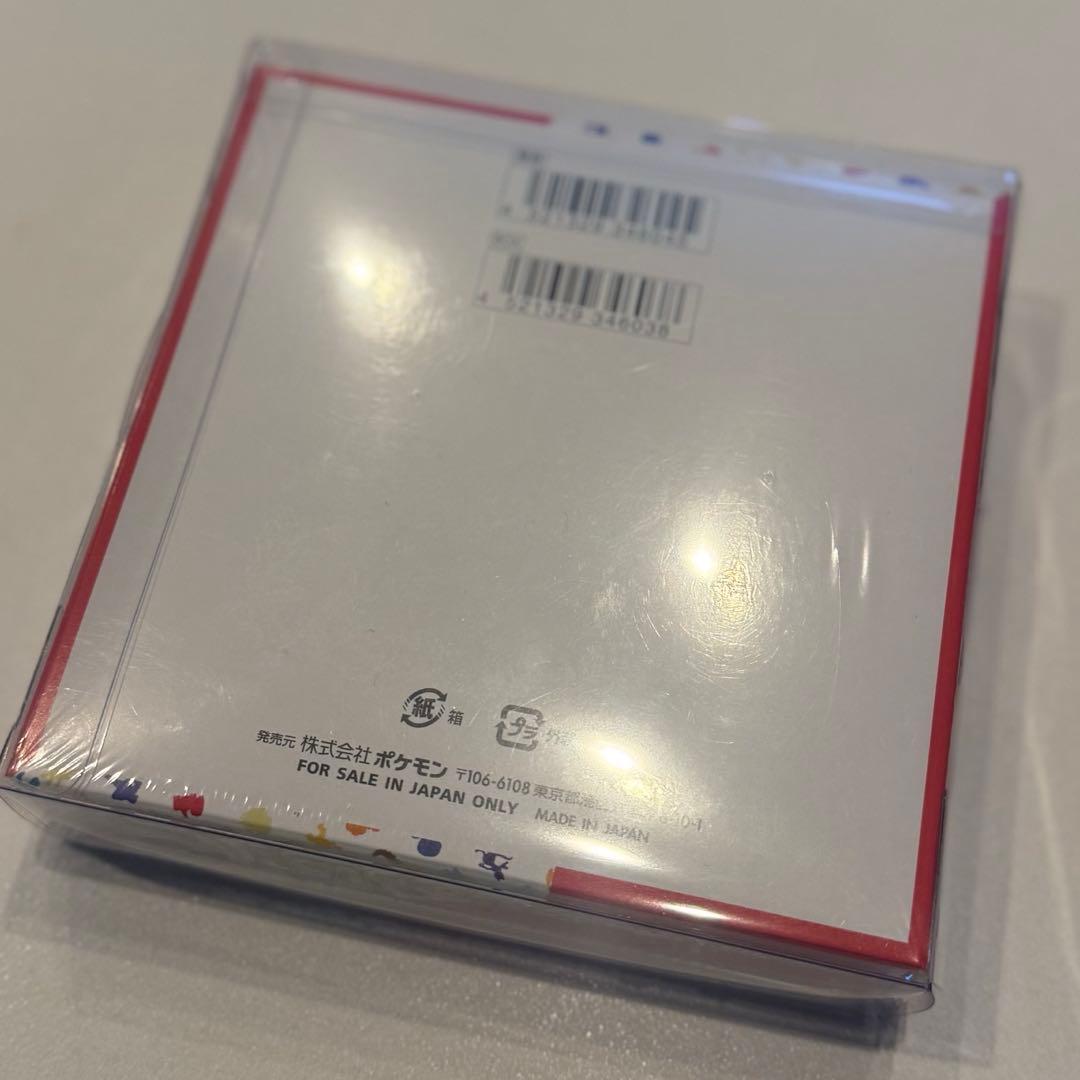 4 521329 346038
紙 箱
プラ
発売元 株式会社 ポケモン 〒106-6108 東京都港
FOR SALE IN JAPAN ONLY MADE IN JAPAN